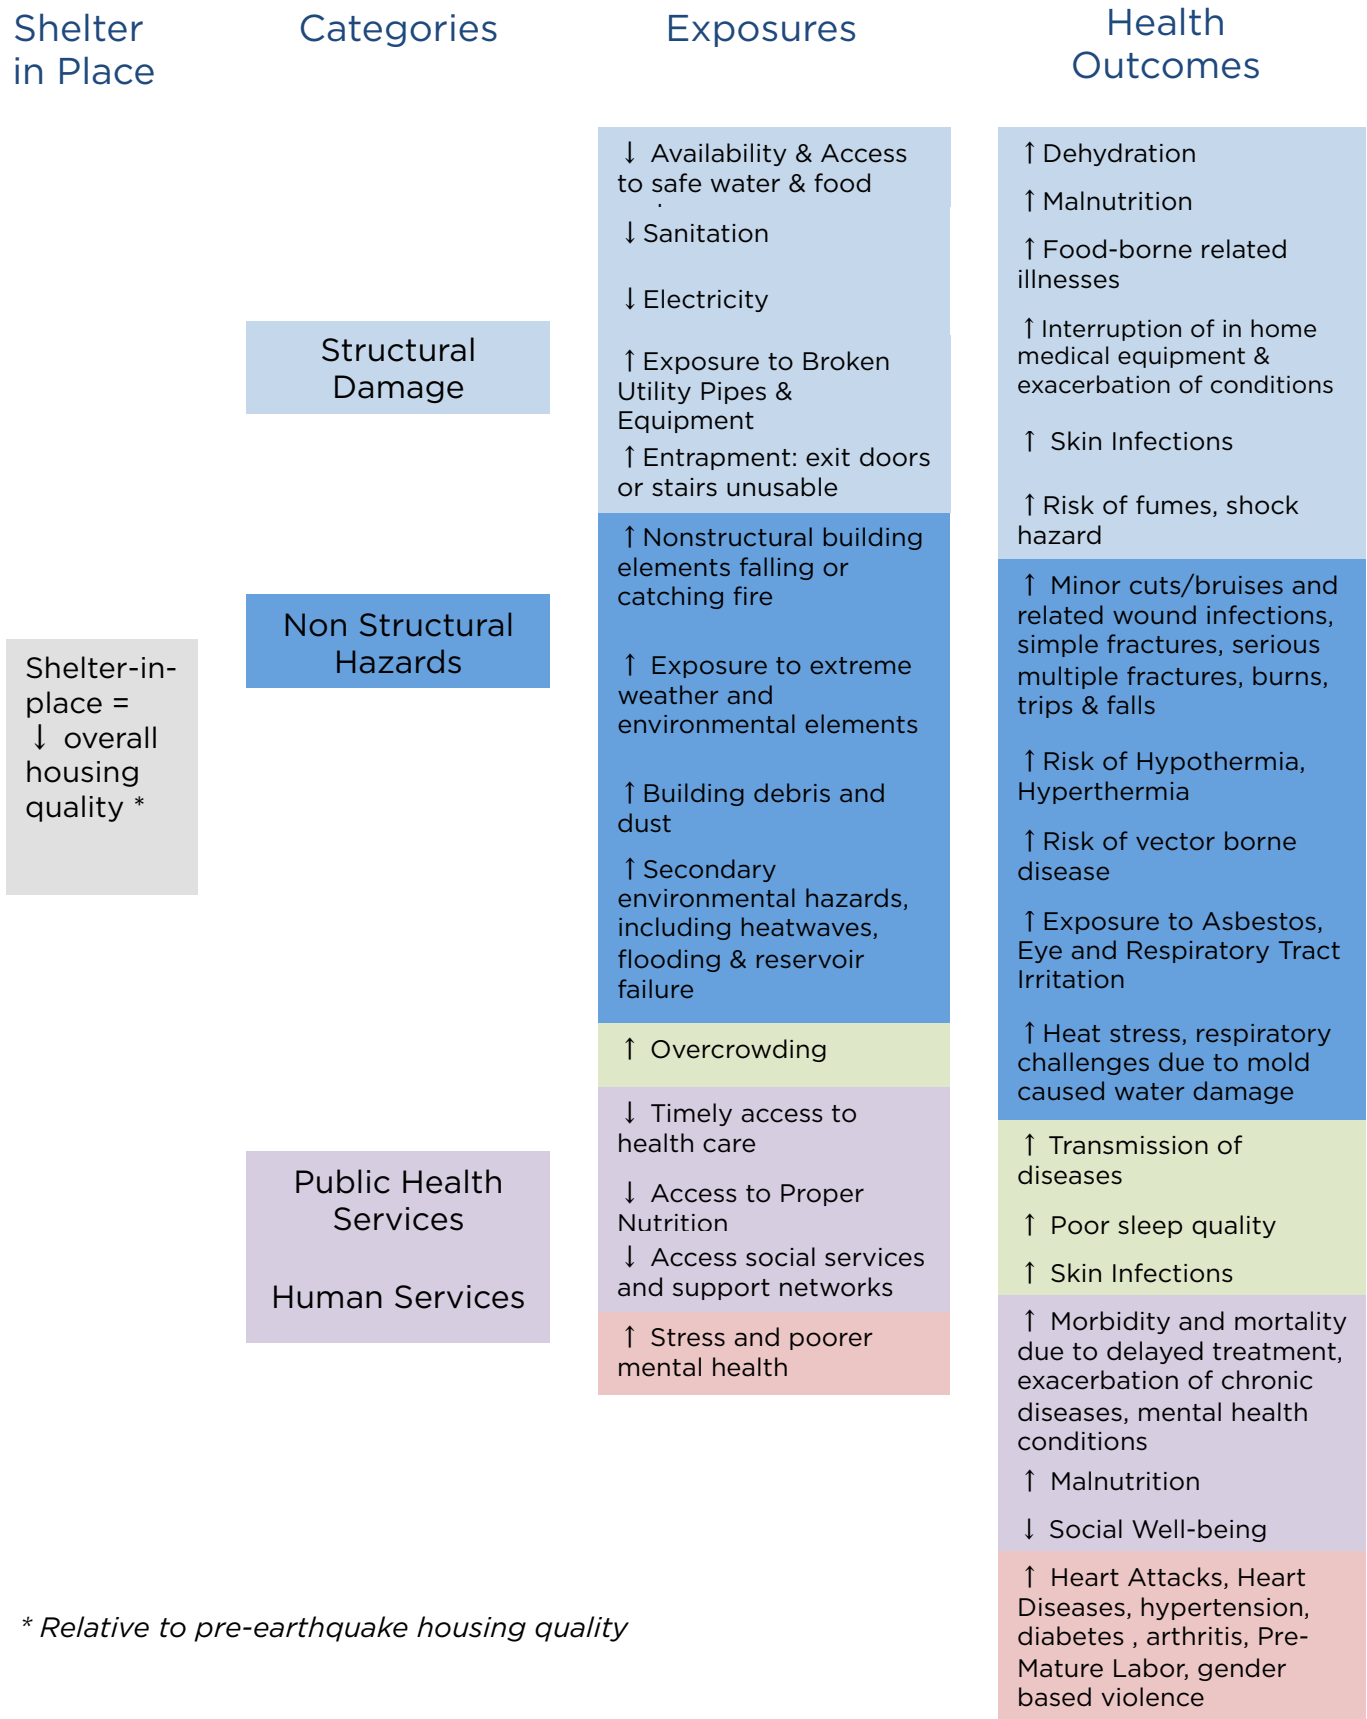 Shelter
in Place
Categories
Exposures
Health
Outcomes
Shelter-in-
place =
↓ overall
housing
quality *
Structural
Damage
Non Structural
Hazards
Public Health
Services
Human Services
↓ Availability & Access
to safe water & food
↓ Sanitation
↓ Electricity
↑ Exposure to Broken
Utility Pipes &
Equipment
↑ Entrapment: exit doors
or stairs unusable
↑ Nonstructural building
elements falling or
catching fire
↑ Exposure to extreme
weather and
environmental elements
↑ Building debris and
dust
↑ Secondary
environmental hazards,
including heatwaves,
flooding & reservoir
failure
↑ Overcrowding
↓ Timely access to
health care
↓ Access to Proper
Nutrition
↓ Access social services
and support networks
↑ Stress and poorer
mental health
↑ Dehydration
↑ Malnutrition
↑ Food-borne related
illnesses
↑ Interruption of in home
medical equipment &
exacerbation of conditions
↑ Skin Infections
↑ Risk of fumes, shock
hazard
↑ Minor cuts/bruises and
related wound infections,
simple fractures, serious
multiple fractures, burns,
trips & falls
↑ Risk of Hypothermia,
Hyperthermia
↑ Risk of vector borne
disease
↑ Exposure to Asbestos,
Eye and Respiratory Tract
Irritation
↑ Heat stress, respiratory
challenges due to mold
caused water damage
↑ Transmission of
diseases
↑ Poor sleep quality
↑ Skin Infections
↑ Morbidity and mortality
due to delayed treatment,
exacerbation of chronic
diseases, mental health
conditions
↑ Malnutrition
↓ Social Well-being
↑ Heart Attacks, Heart
Diseases, hypertension,
diabetes , arthritis, Pre-
Mature Labor, gender
based violence
* Relative to pre-earthquake housing quality